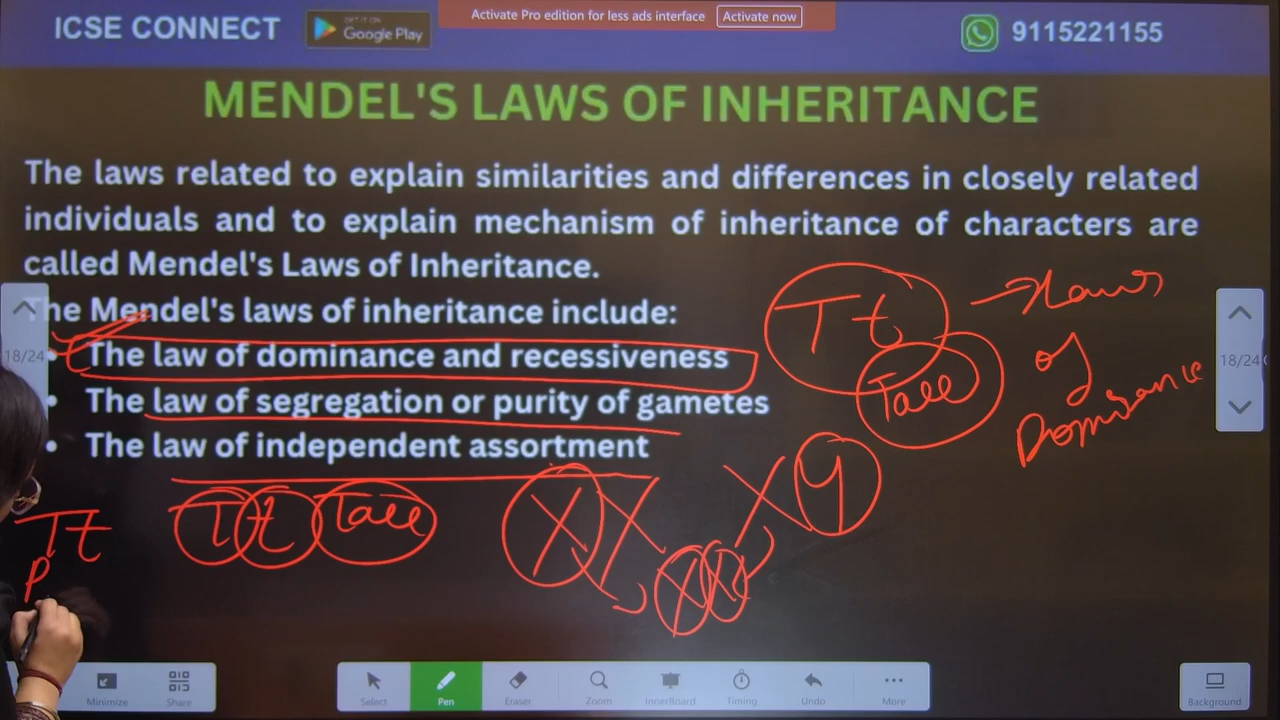 Activate Pro edition for less ads interface Activate now
ICSE CONNECT GET IT ON Google Play 9115221155
MENDEL'S LAWS OF INHERITANCE
The laws related to explain similarities and differences in closely related
individuals and to explain mechanism of inheritance of characters are
called Mendel's Laws of Inheritance.
The Mendel's laws of inheritance include:
• The law of dominance and recessiveness
• The law of segregation or purity of gametes
• The law of independent assortment
18/24
18/24
Tt → Laws
of
Tall
Tt Tt Tall XX XY
P XX
Minimize Share Select Pen Eraser Zoom InnerBoard Timing Undo More Background